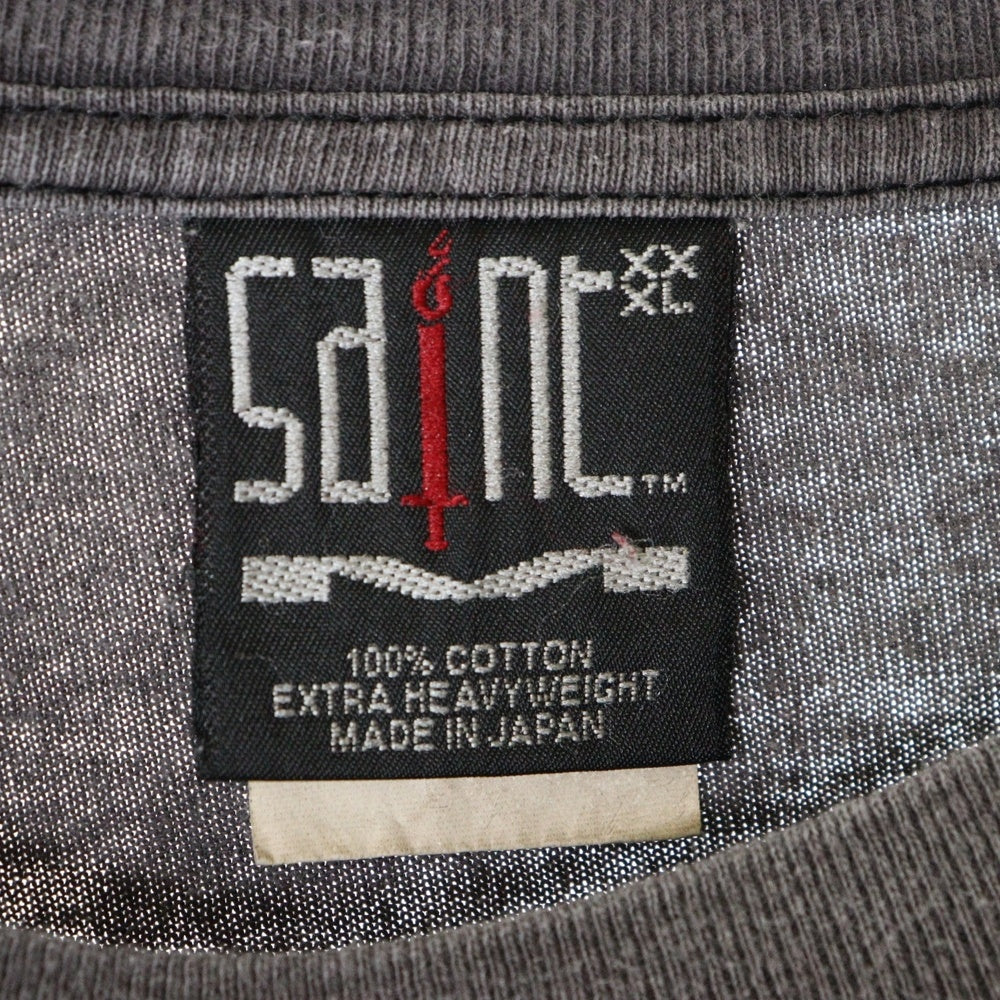 saint
XX
XL
TM
100% COTTON
EXTRA HEAVYWEIGHT
MADE IN JAPAN